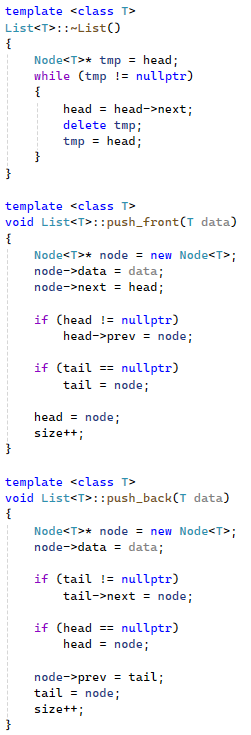 template <class T>
List<T>::~List()
{
    Node<T>* tmp = head;
    while (tmp != nullptr)
    {
        head = head->next;
        delete tmp;
        tmp = head;
    }
}

template <class T>
void List<T>::push_front(T data)
{
    Node<T>* node = new Node<T>;
    node->data = data;
    node->next = head;

    if (head != nullptr)
        head->prev = node;

    if (tail == nullptr)
        tail = node;

    head = node;
    size++;
}

template <class T>
void List<T>::push_back(T data)
{
    Node<T>* node = new Node<T>;
    node->data = data;

    if (tail != nullptr)
        tail->next = node;

    if (head == nullptr)
        head = node;

    node->prev = tail;
    tail = node;
    size++;
}